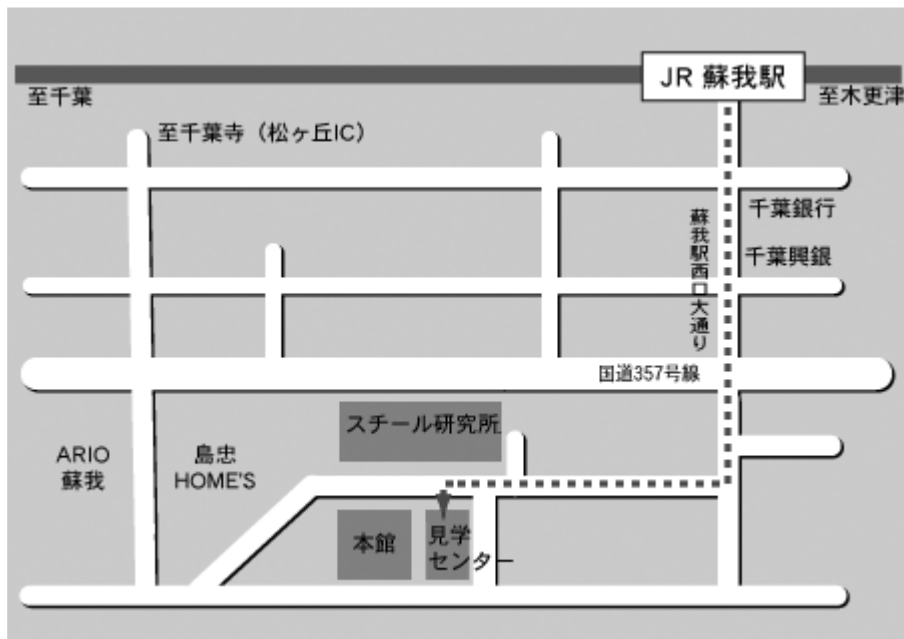 JR 蘇我駅
至千葉
至木更津
至千葉寺（松ヶ丘IC）
千葉銀行
蘇我駅西口大通り
千葉興銀
国道357号線
スチール研究所
ARIO
蘇我
島忠
HOME'S
本館
見学
センター